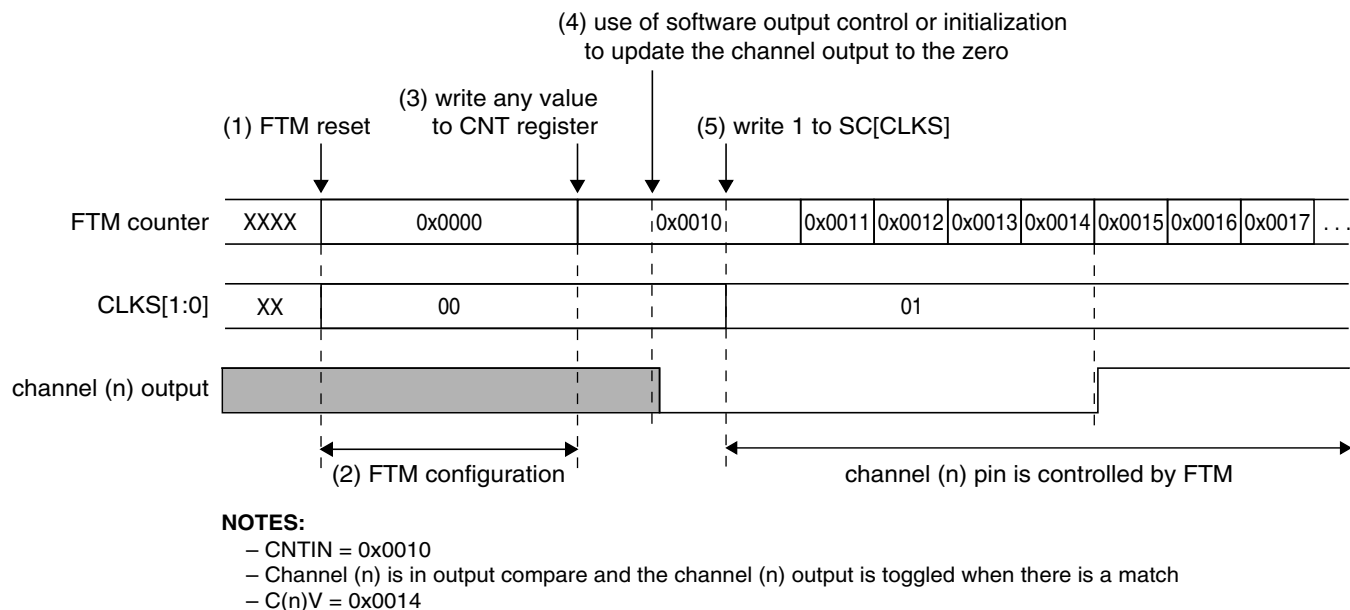 (4) use of software output control or initialization
to update the channel output to the zero
(3) write any value
to CNT register
(1) FTM reset
(5) write 1 to SC[CLKS]
FTM counter XXXX 0x0000 0x0010 0x0011 0x0012 0x0013 0x0014 0x0015 0x0016 0x0017 . . .
CLKS[1:0] XX 00 01
channel (n) output
(2) FTM configuration
channel (n) pin is controlled by FTM
NOTES:
– CNTIN = 0x0010
– Channel (n) is in output compare and the channel (n) output is toggled when there is a match
– C(n)V = 0x0014